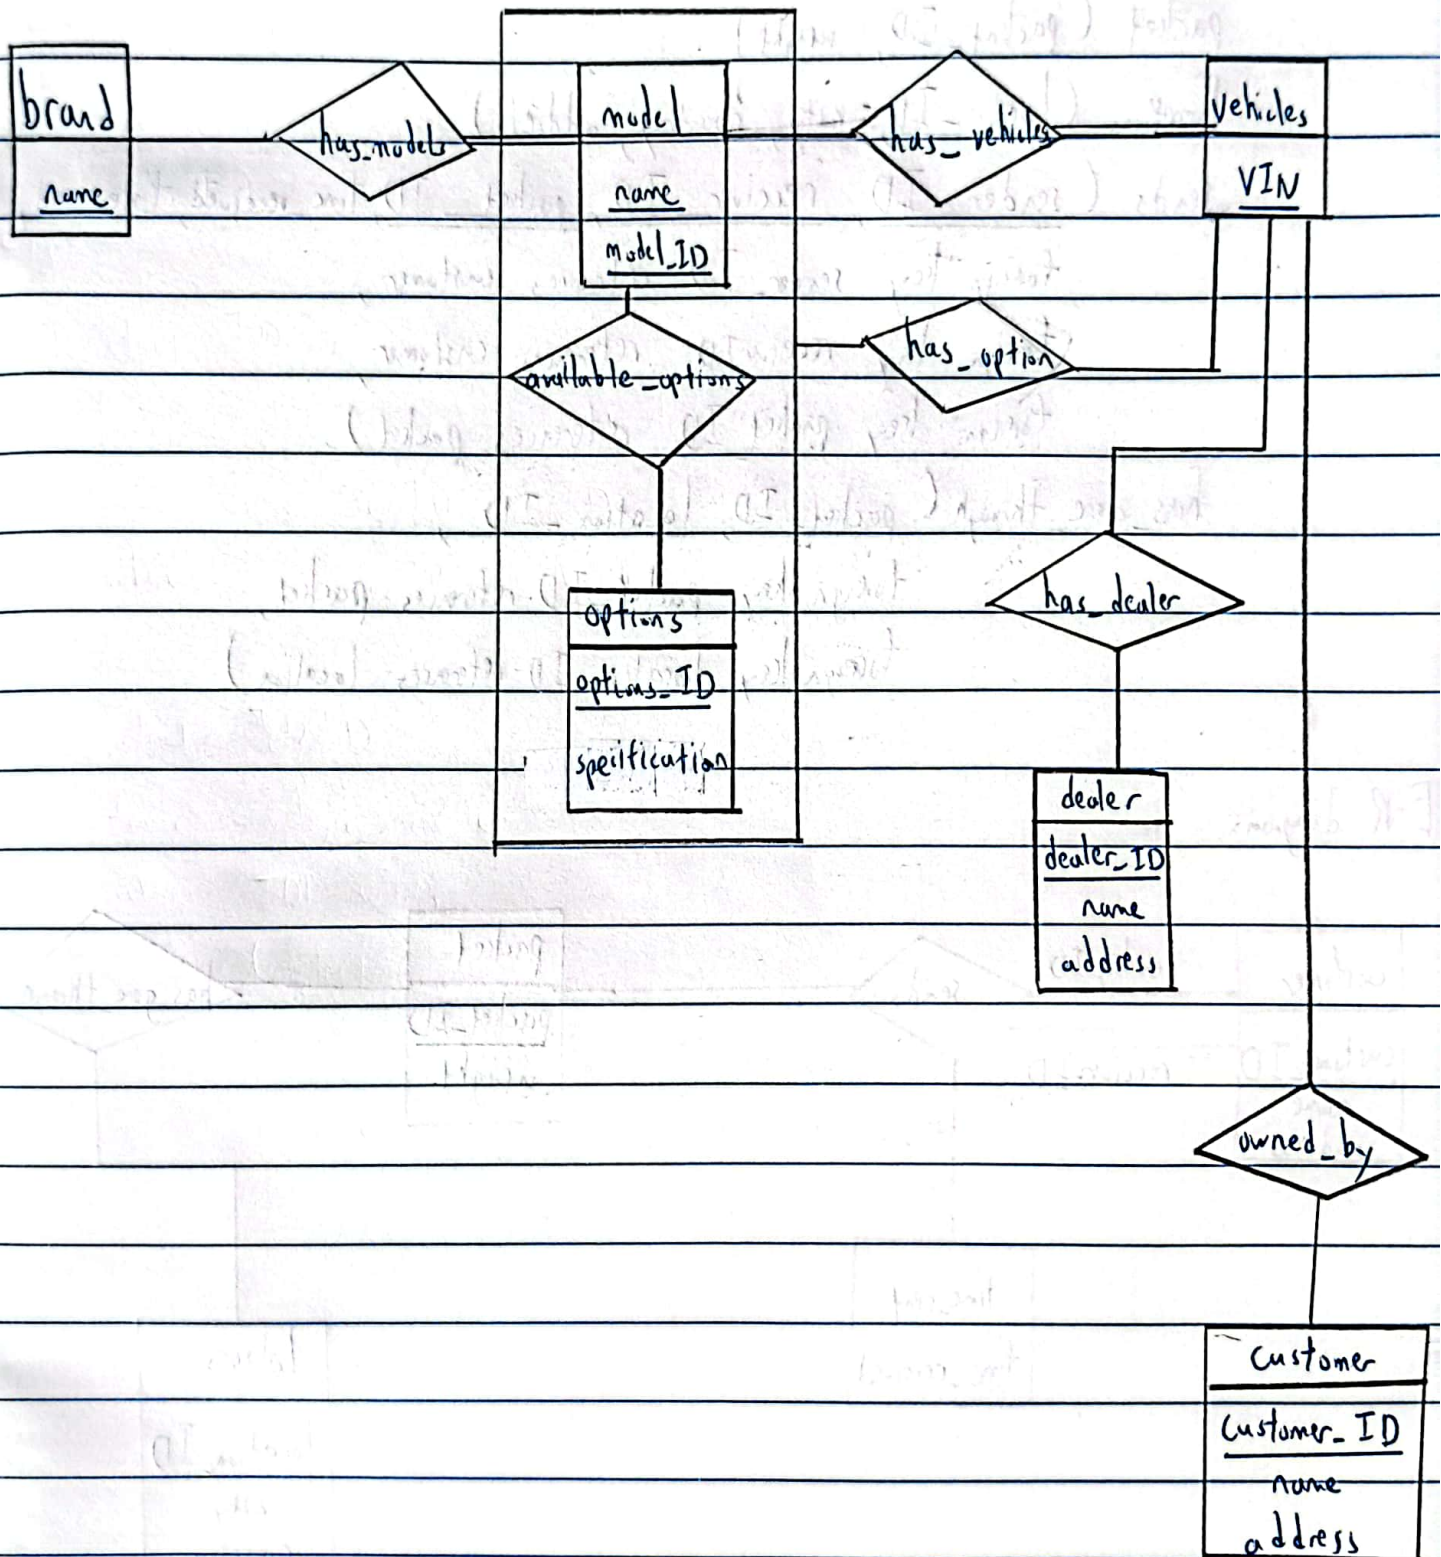 brand
name
has_models
model
name
model_ID
has_vehicles
vehicles
VIN
available_options
has_option
options
options_ID
specification
has_dealer
dealer
dealer_ID
name
address
owned_by
customer
customer_ID
name
address